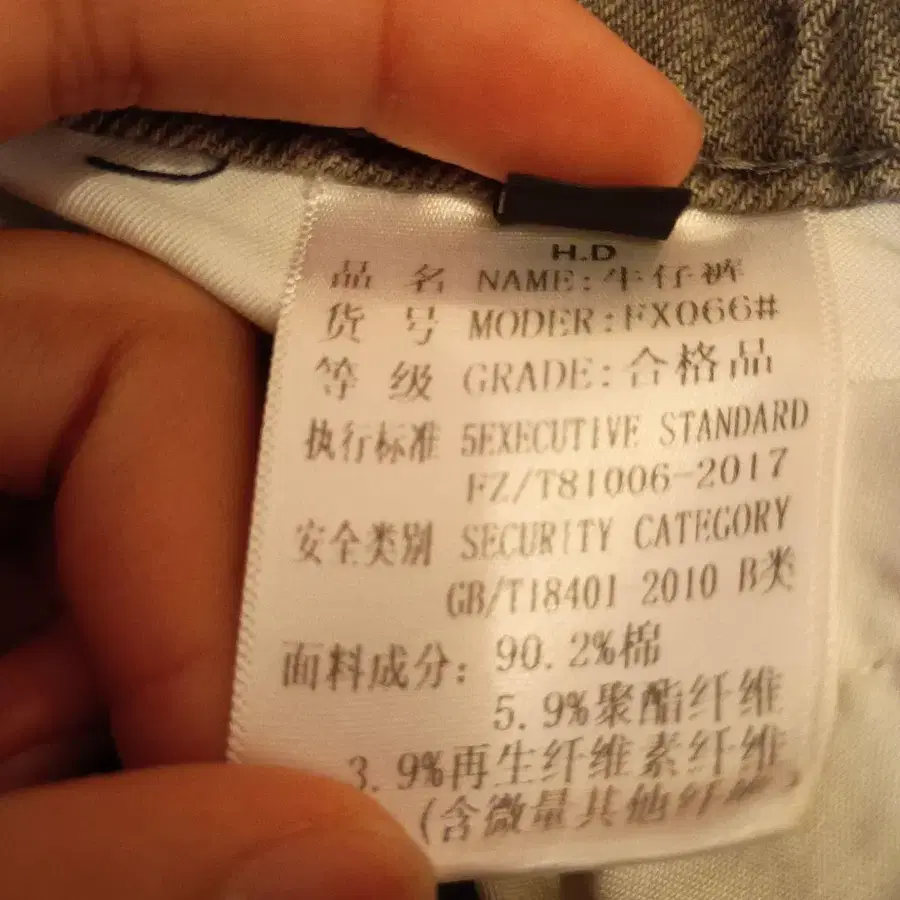 H.D
品 名 NAME:牛仔裤
货 号 MODER:FX066#
等 级 GRADE:合格品
执行标准 5EXECUTIVE STANDARD
FZ/T81006-2017
安全类别 SECURITY CATEGORY
GB/T18401 2010 B类
面料成分: 90.2%棉
5.9%聚酯纤维
3.9%再生纤维素纤维
(含微量其他纤维)